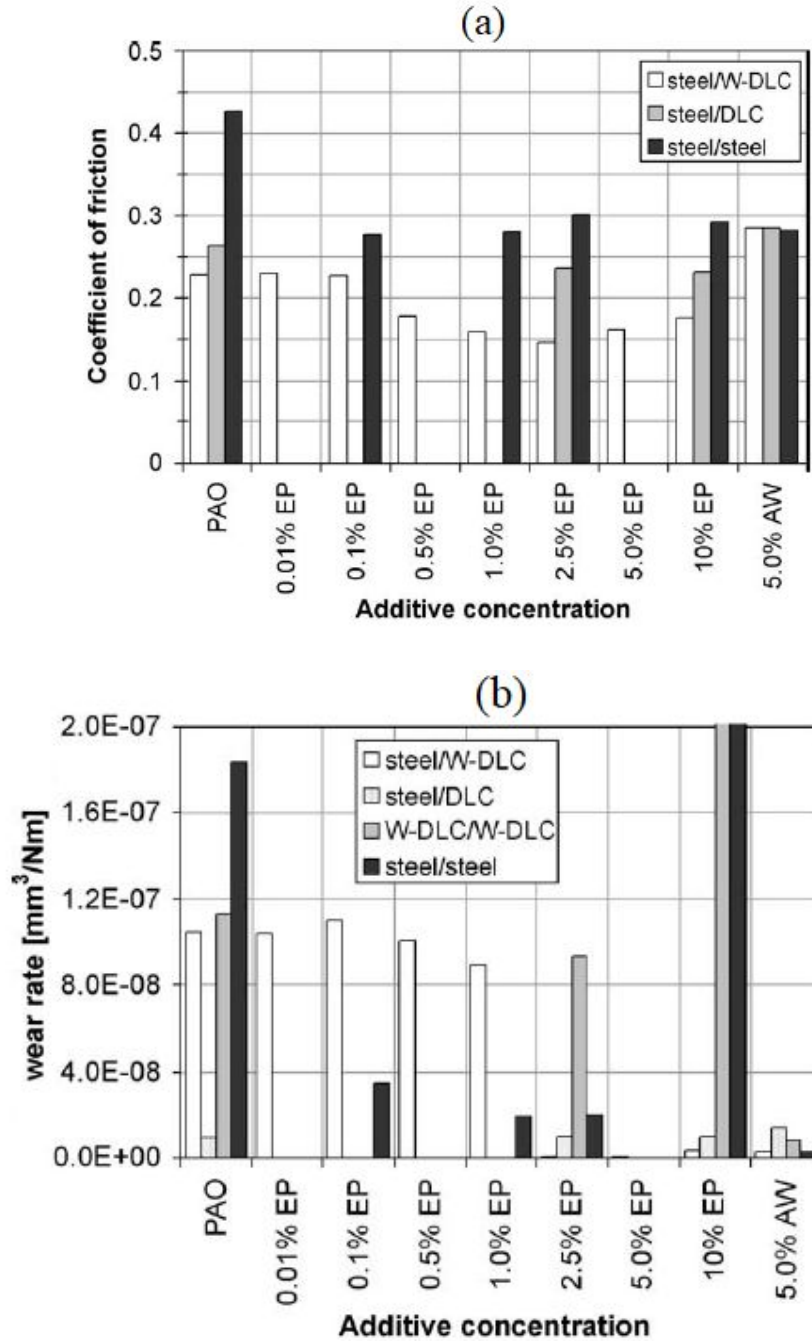 (a)
0.5
0.4
0.3
0.2
0.1
0
Coefficient of friction
steel/W-DLC
steel/DLC
steel/steel
PAO
0.01% EP
0.1% EP
0.5% EP
1.0% EP
2.5% EP
5.0% EP
10% EP
5.0% AW
Additive concentration
(b)
2.0E-07
1.6E-07
1.2E-07
8.0E-08
4.0E-08
0.0E+00
wear rate [mm³/Nm]
steel/W-DLC
steel/DLC
W-DLC/W-DLC
steel/steel
PAO
0.01% EP
0.1% EP
0.5% EP
1.0% EP
2.5% EP
5.0% EP
10% EP
5.0% AW
Additive concentration